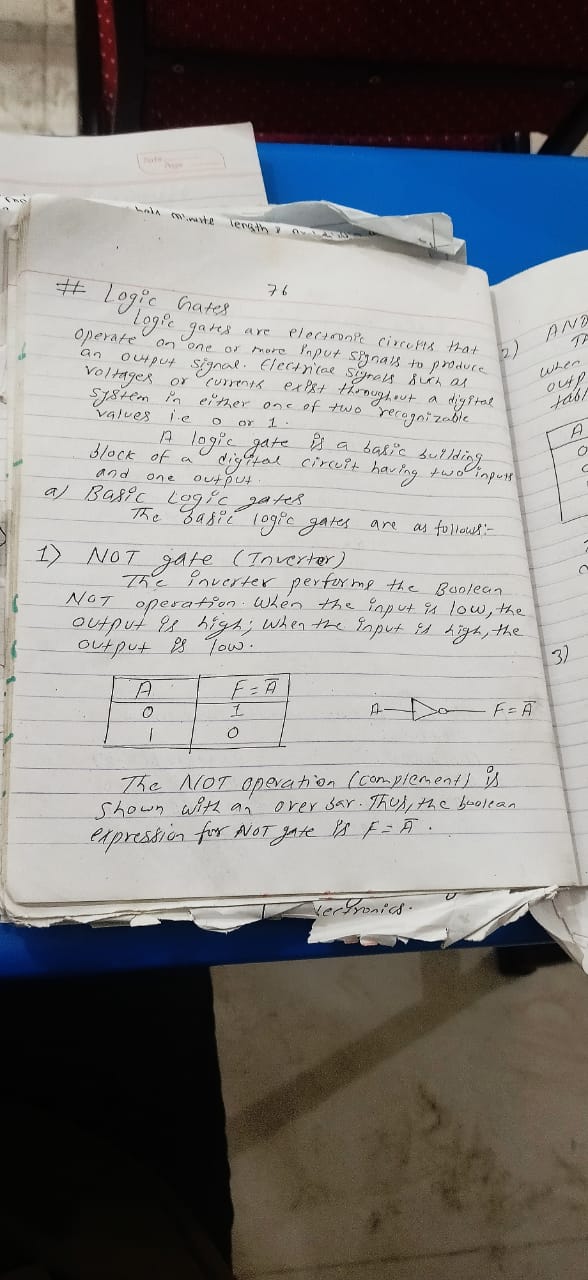 Date
Page
minute length &
76
# Logic Gates
Logic gates are electronic circuits that
operate on one or more input signals to produce
an output signal. Electrical signals such as
voltages or currents exist throughout a digital
system in either one of two recognizable
values i.e 0 or 1.
A logic gate is a basic building
block of a digital circuit having two inputs
and one output.
a) Basic Logic gates
The basic logic gates are as follows:-
1) NOT gate (Inverter)
The inverter performs the Boolean
NOT operation. When the input is low, the
output is high; when the input is high, the
output is low.
A F = A̅
0 1
1 0
A F = A̅
The NOT operation (complement) is
shown with an over bar. Thus, the boolean
expression for NOT gate is F = A̅ .
2) AND
when
outp
tabl
A
0
3)